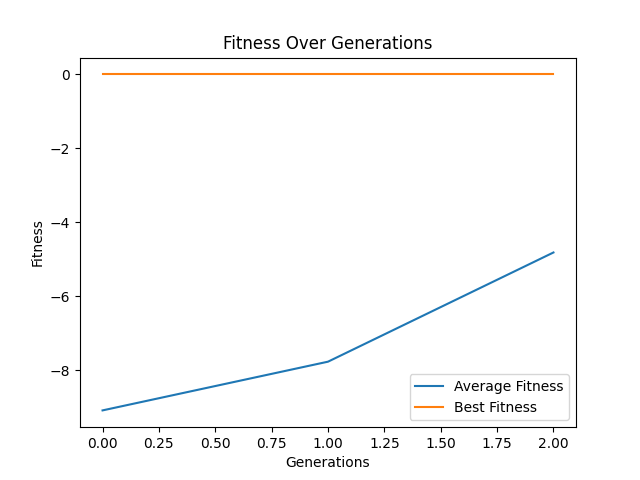 Fitness Over Generations
Fitness
0
−2
−4
−6
−8
0.00 0.25 0.50 0.75 1.00 1.25 1.50 1.75 2.00
Generations
Average Fitness
Best Fitness